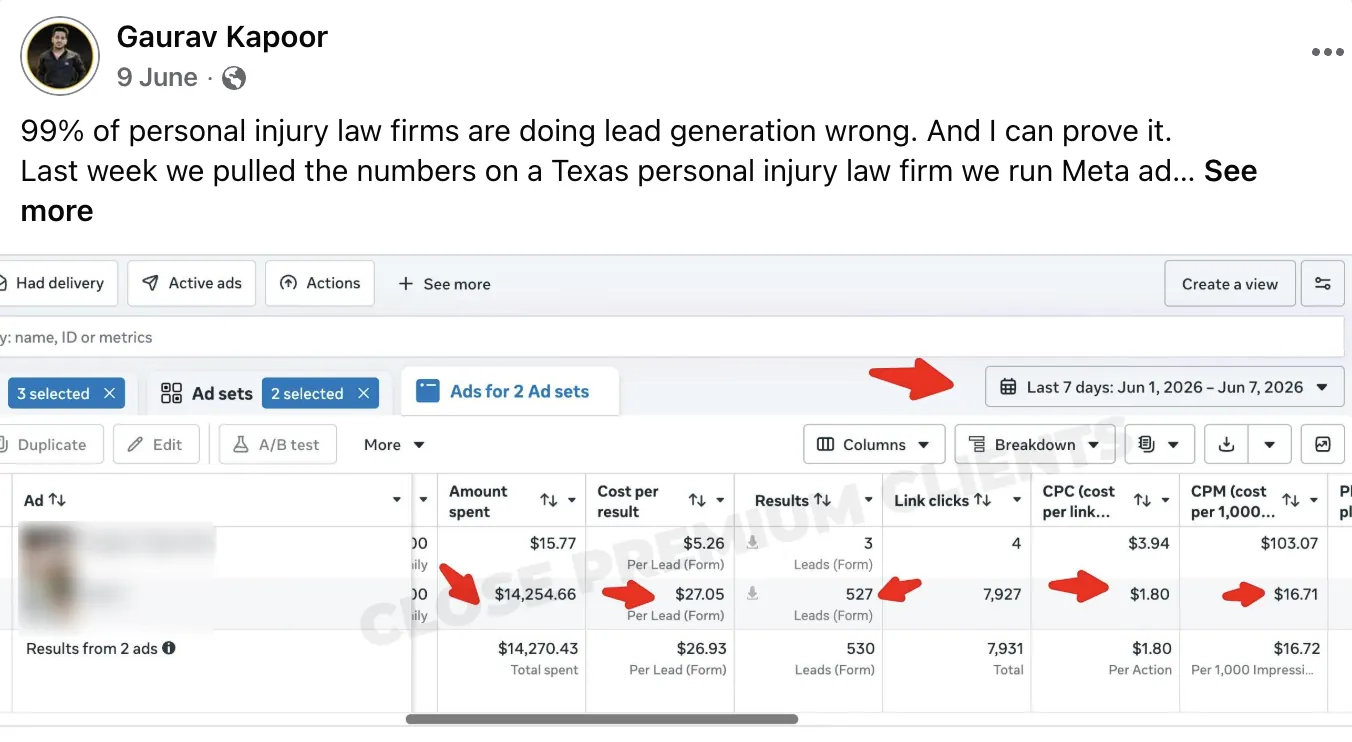 Gaurav Kapoor
9 June ·
99% of personal injury law firms are doing lead generation wrong. And I can prove it.
Last week we pulled the numbers on a Texas personal injury law firm we run Meta ad... See
more
Had delivery
Active ads
Actions
+ See more
Create a view
y: name, ID or metrics
3 selected ×
Ad sets
2 selected ×
Ads for 2 Ad sets
Last 7 days: Jun 1, 2026 – Jun 7, 2026
Duplicate
Edit
A/B test
More
Columns
Breakdown
Ad
Amount
spent
Cost per
result
Results
Link clicks
CPC (cost
per link...
CPM (cost
per 1,000...
Pl
pl
00
ily
$15.77
$5.26
Per Lead (Form)
3
Leads (Form)
4
$3.94
$103.07
00
ily
$14,254.66
$27.05
Per Lead (Form)
527
Leads (Form)
7,927
$1.80
$16.71
Results from 2 ads
$14,270.43
Total spent
$26.93
Per Lead (Form)
530
Leads (Form)
7,931
Total
$1.80
Per Action
$16.72
Per 1,000 Impressi...
CLOSE PREMIUM CLIENTS